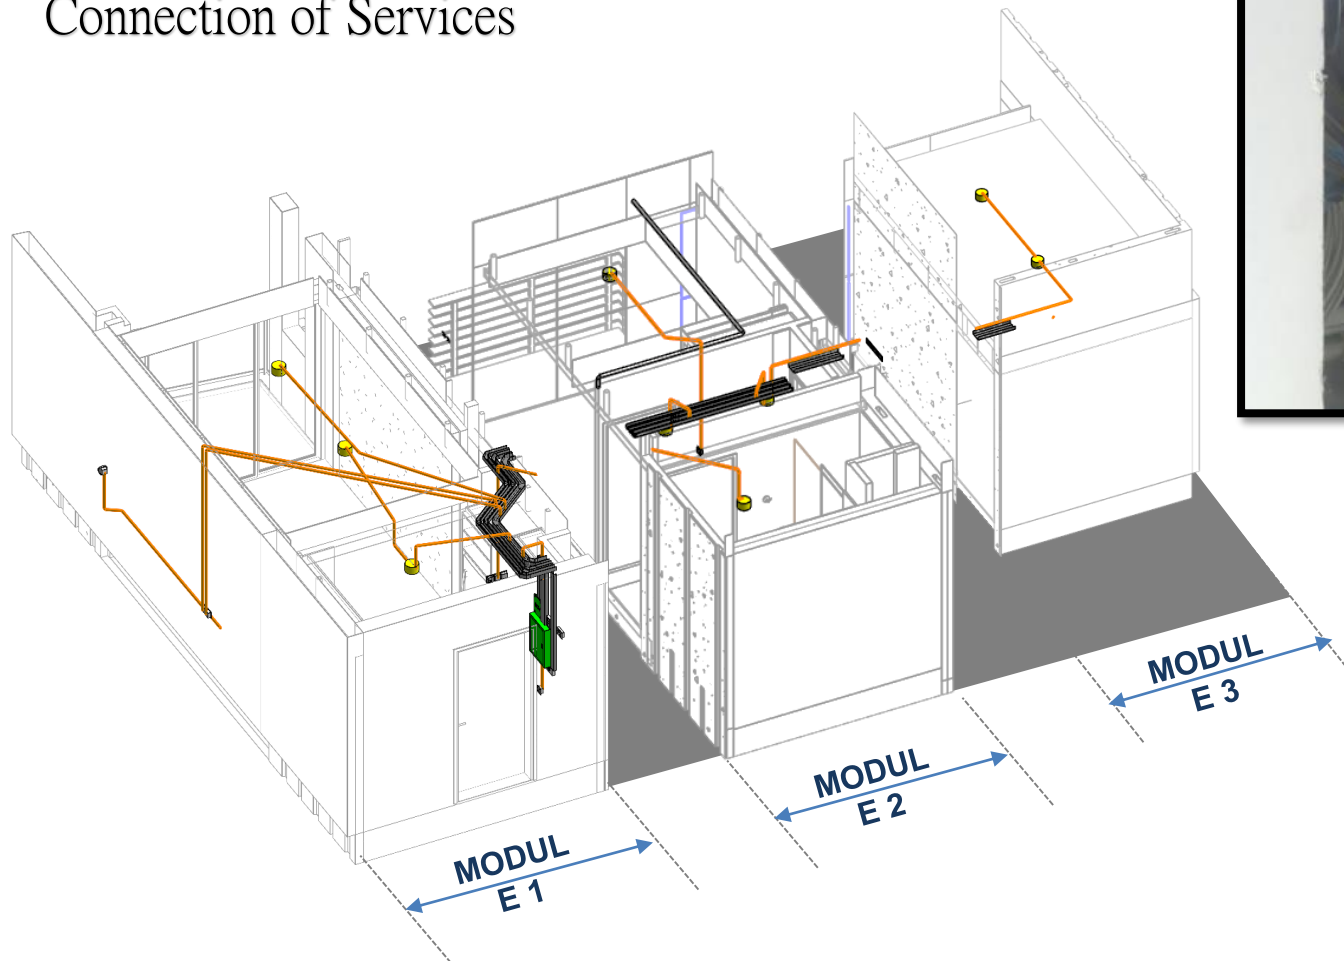 Connection of Services
MODUL
E 1
MODUL
E 2
MODUL
E 3